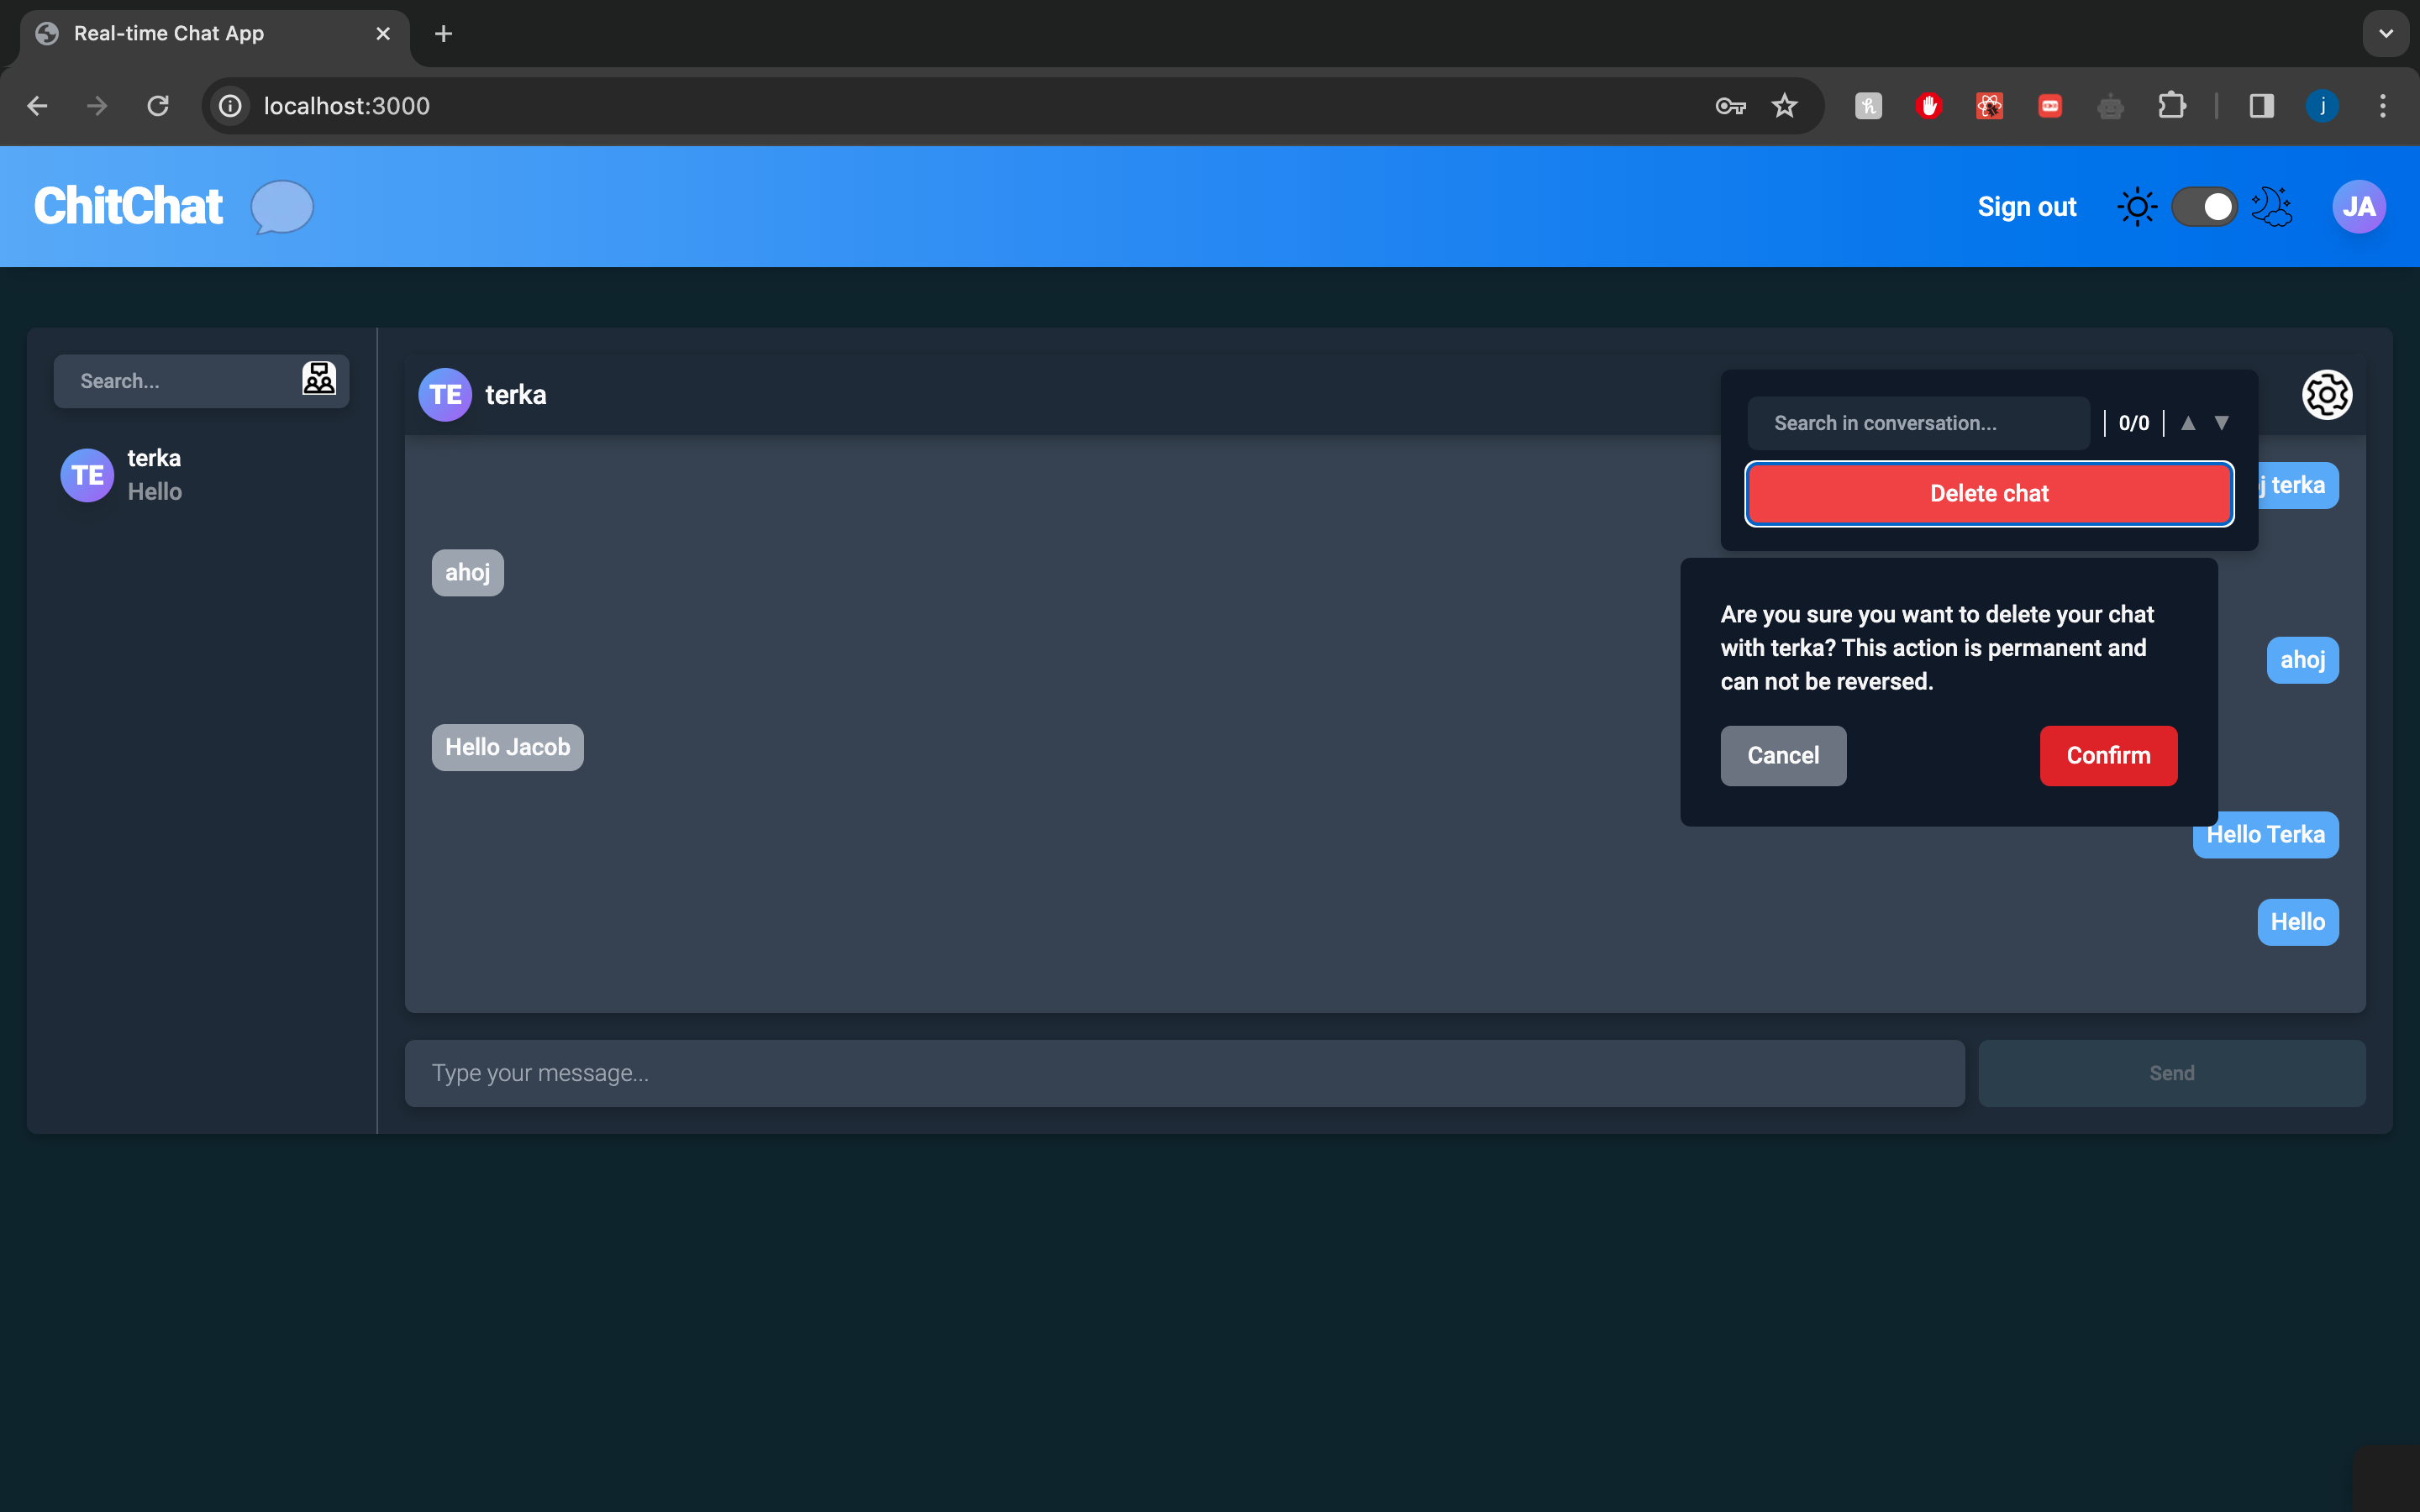 Real-time Chat App
localhost:3000
j
ChitChat
Sign out
JA
Search...
TE
terka
Hello
TE
terka
Search in conversation...
0/0
Delete chat
j terka
ahoj
Are you sure you want to delete your chat
with terka? This action is permanent and
can not be reversed.
Cancel
Confirm
ahoj
Hello Jacob
Hello Terka
Hello
Type your message...
Send